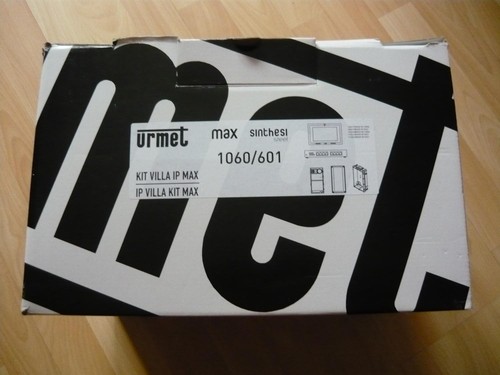 met
urmet max sinthesi
1060/601
KIT VILLA IP MAX
IP VILLA KIT MAX